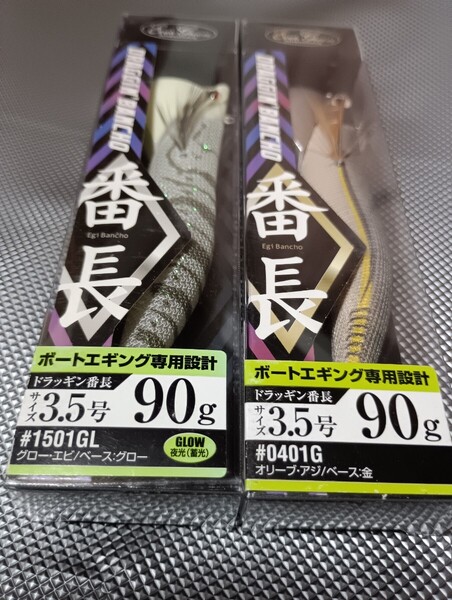 DRAGGIN' BANCHO
番長
Egi Bancho
ボートエギング専用設計
ドラッギン番長
サイズ 3.5号 90g
#1501GL
グロー・エビ/ベース:グロー
GLOW
夜光(蓄光)
DRAGGIN' BANCHO
番長
Egi Bancho
ボートエギング専用設計
ドラッギン番長
サイズ 3.5号 90g
#0401G
オリーブ・アジ/ベース:金